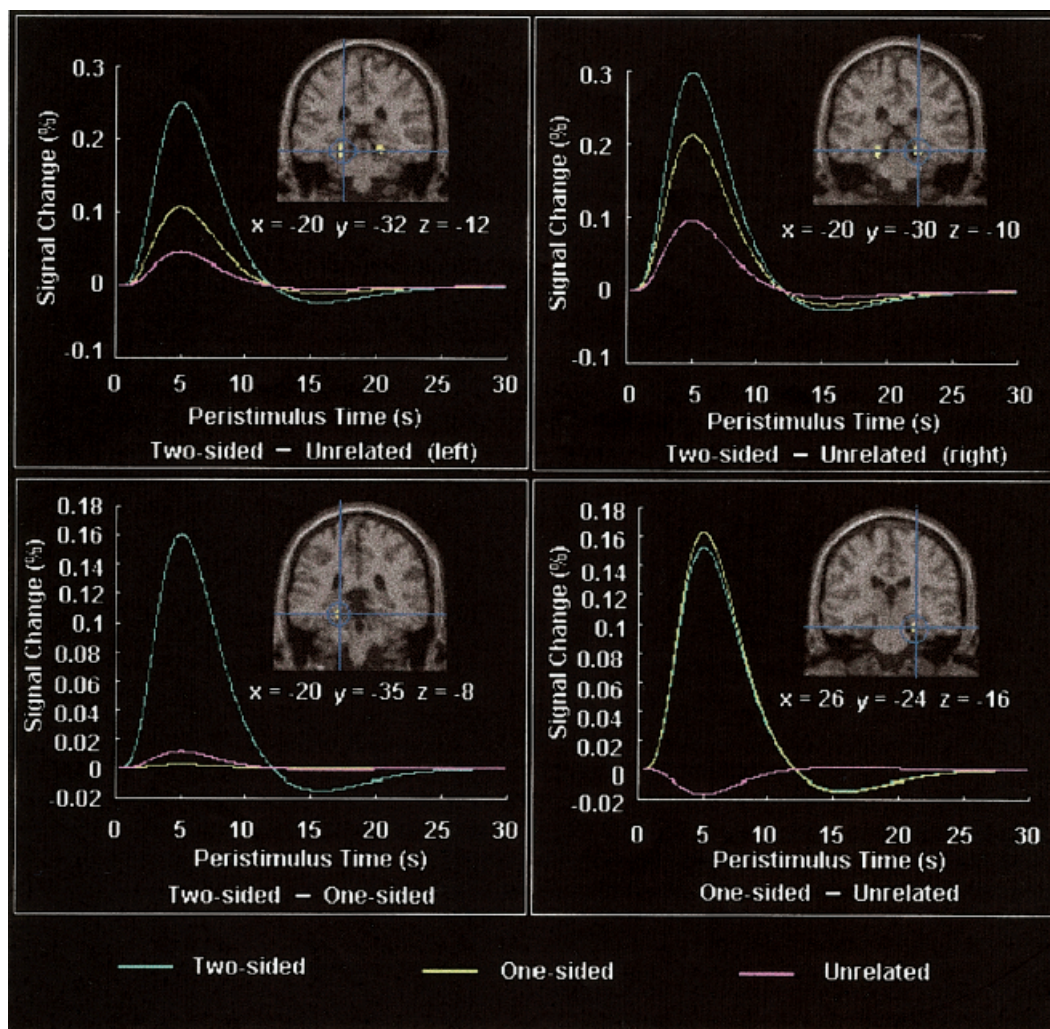 0.3
0.2
0.1
0
-0.1
Signal Change (%)
x = -20 y = -32 z = -12
0 5 10 15 20 25 30
Peristimulus Time (s)
Two-sided – Unrelated (left)
0.3
0.2
0.1
0
-0.1
Signal Change (%)
x = -20 y = -30 z = -10
0 5 10 15 20 25 30
Peristimulus Time (s)
Two-sided – Unrelated (right)
0.18
0.16
0.14
0.12
0.1
0.08
0.06
0.04
0.02
0
-0.02
Signal Change (%)
x = -20 y = -35 z = -8
0 5 10 15 20 25 30
Peristimulus Time (s)
Two-sided – One-sided
0.18
0.16
0.14
0.12
0.1
0.08
0.06
0.04
0.02
0
-0.02
Signal Change (%)
x = 26 y = -24 z = -16
0 5 10 15 20 25 30
Peristimulus Time (s)
One-sided – Unrelated
Two-sided One-sided Unrelated